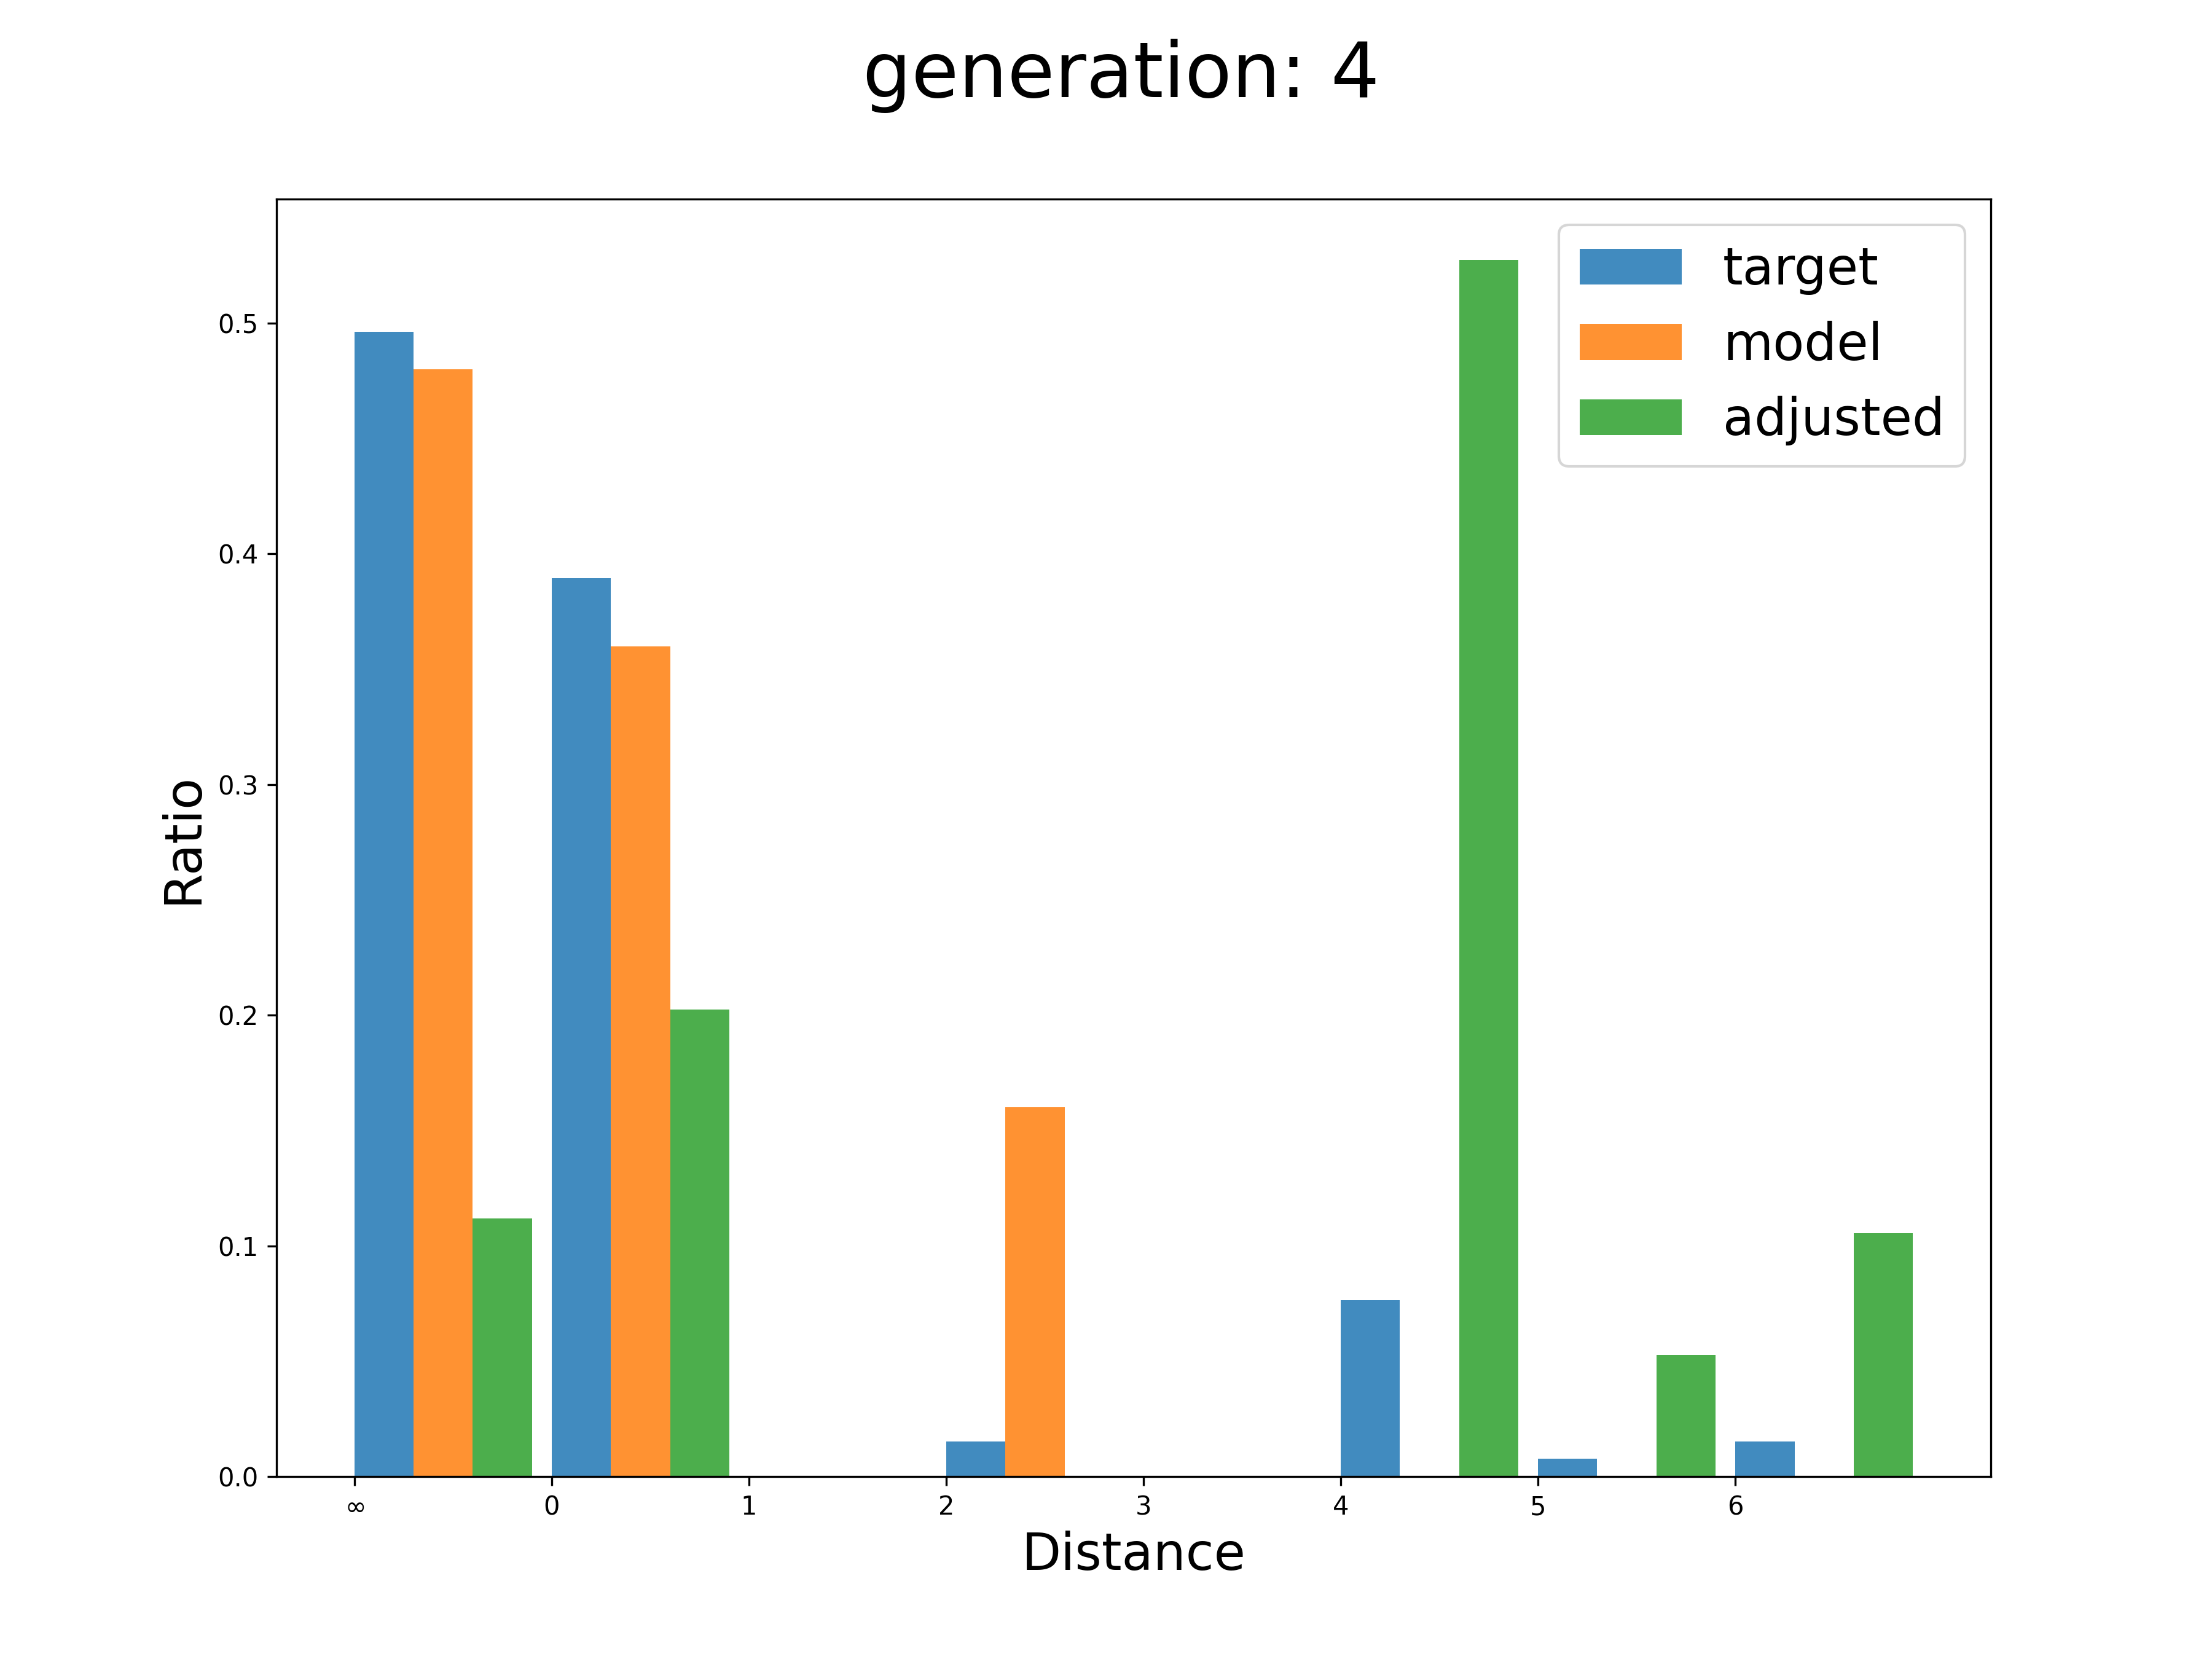 generation: 4
target
model
adjusted
0.5
0.4
0.3
0.2
0.1
0.0
Ratio
∞ 0 1 2 3 4 5 6
Distance